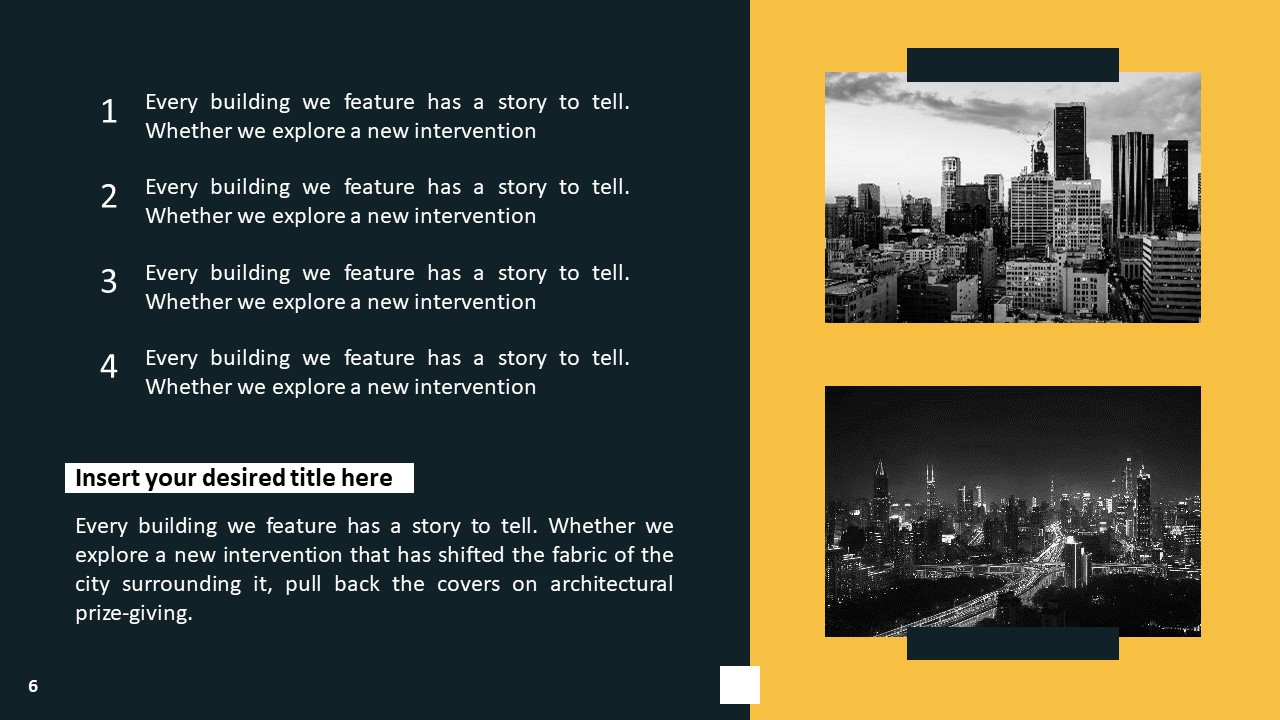 1
Every building we feature has a story to tell.
Whether we explore a new intervention
2
Every building we feature has a story to tell.
Whether we explore a new intervention
3
Every building we feature has a story to tell.
Whether we explore a new intervention
4
Every building we feature has a story to tell.
Whether we explore a new intervention
Insert your desired title here
Every building we feature has a story to tell. Whether we
explore a new intervention that has shifted the fabric of the
city surrounding it, pull back the covers on architectural
prize-giving.
6